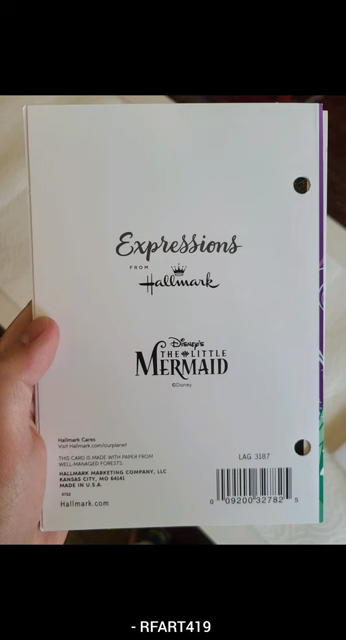 Expressions
FROM
Hallmark
Disney's
THE LITTLE
MERMAID
©Disney
Hallmark Cares
Visit Hallmark.com/ourplanet
THIS CARD IS MADE WITH PAPER FROM
WELL-MANAGED FORESTS.
HALLMARK MARKETING COMPANY, LLC
KANSAS CITY, MO 64141
MADE IN U.S.A.
Hallmark.com
LAG 3187
0 09200 32782 5
- RFART419